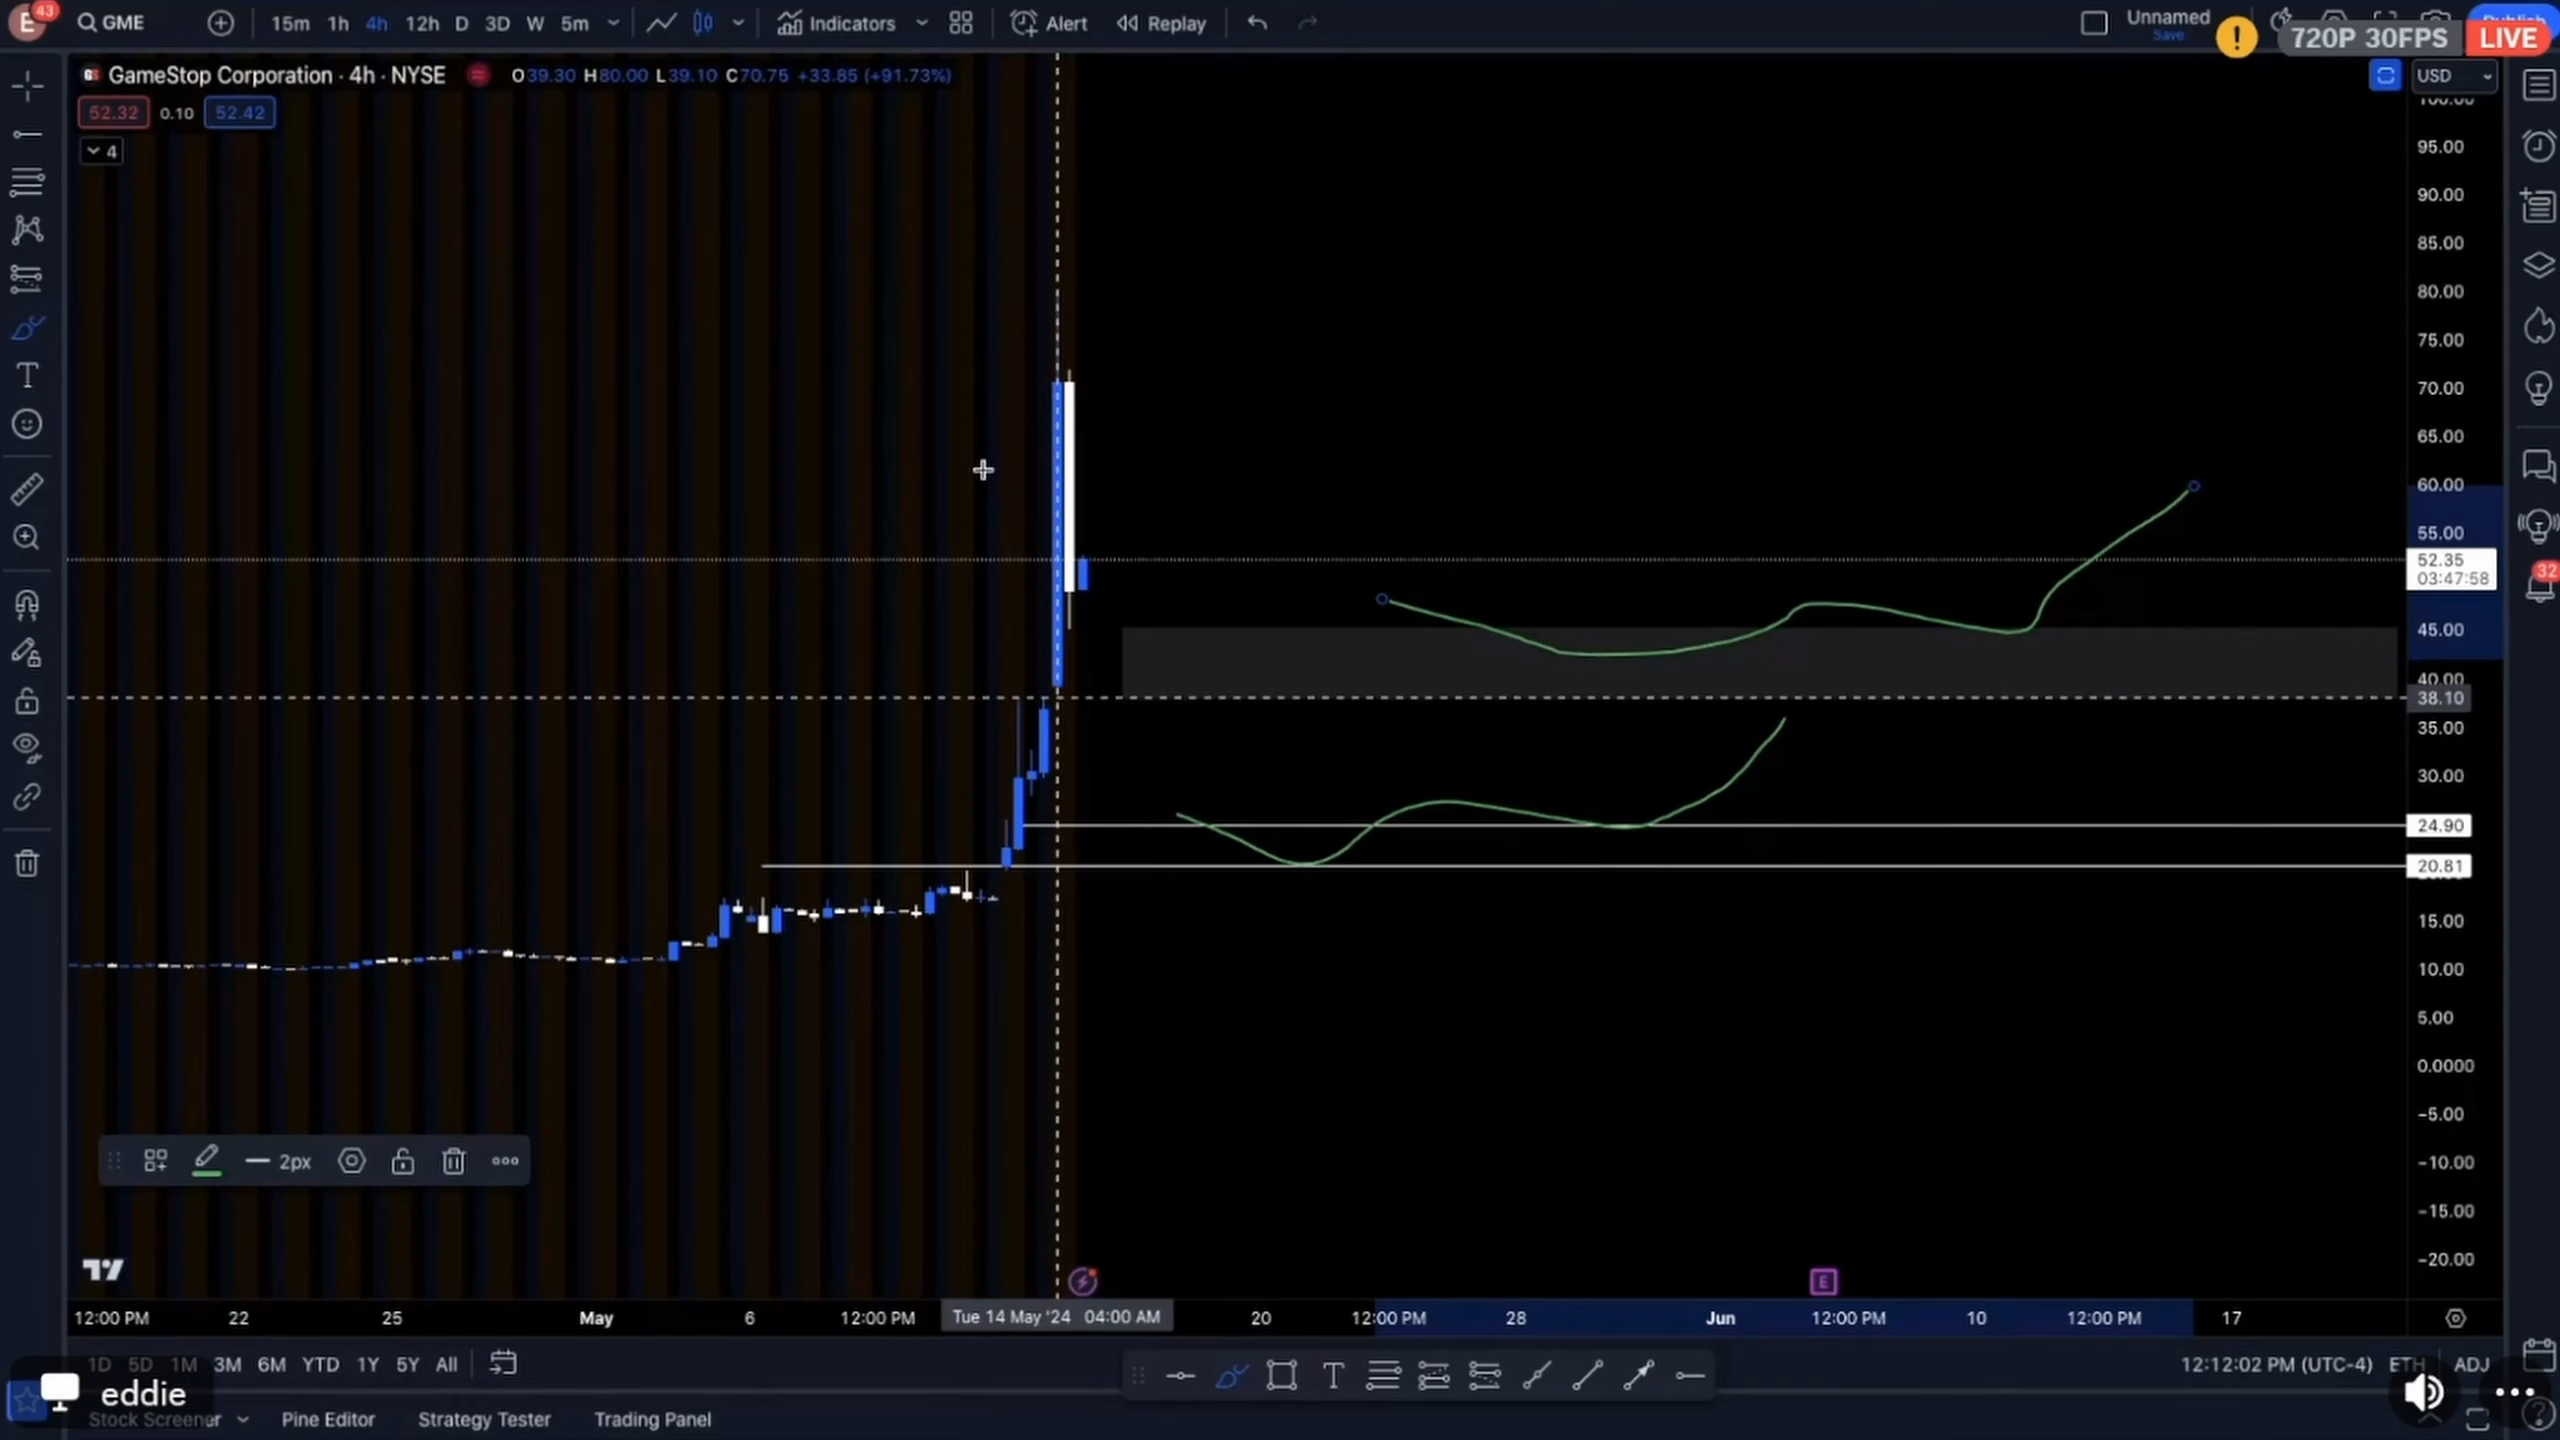 E 43 GME 15m 1h 4h 12h D 3D W 5m Indicators Alert Replay Unnamed
Save
720P 30FPS LIVE
GameStop Corporation · 4h · NYSE O39.30 H80.00 L39.10 C70.75 +33.85 (+91.73%)
USD
52.32 0.10 52.42
4
100.00
95.00
90.00
85.00
80.00
75.00
70.00
65.00
60.00
55.00
52.35
03:47:58
32
45.00
40.00
38.10
35.00
30.00
24.90
20.81
15.00
10.00
5.00
0.0000
−5.00
−10.00
−15.00
−20.00
2px
E
12:00 PM 22 25 May 6 12:00 PM Tue 14 May '24 04:00 AM 20 12:00 PM 28 Jun 12:00 PM 10 12:00 PM 17
1D 5D 1M 3M 6M YTD 1Y 5Y All
12:12:02 PM (UTC-4) ETH ADJ
eddie
Stock Screener Pine Editor Strategy Tester Trading Panel